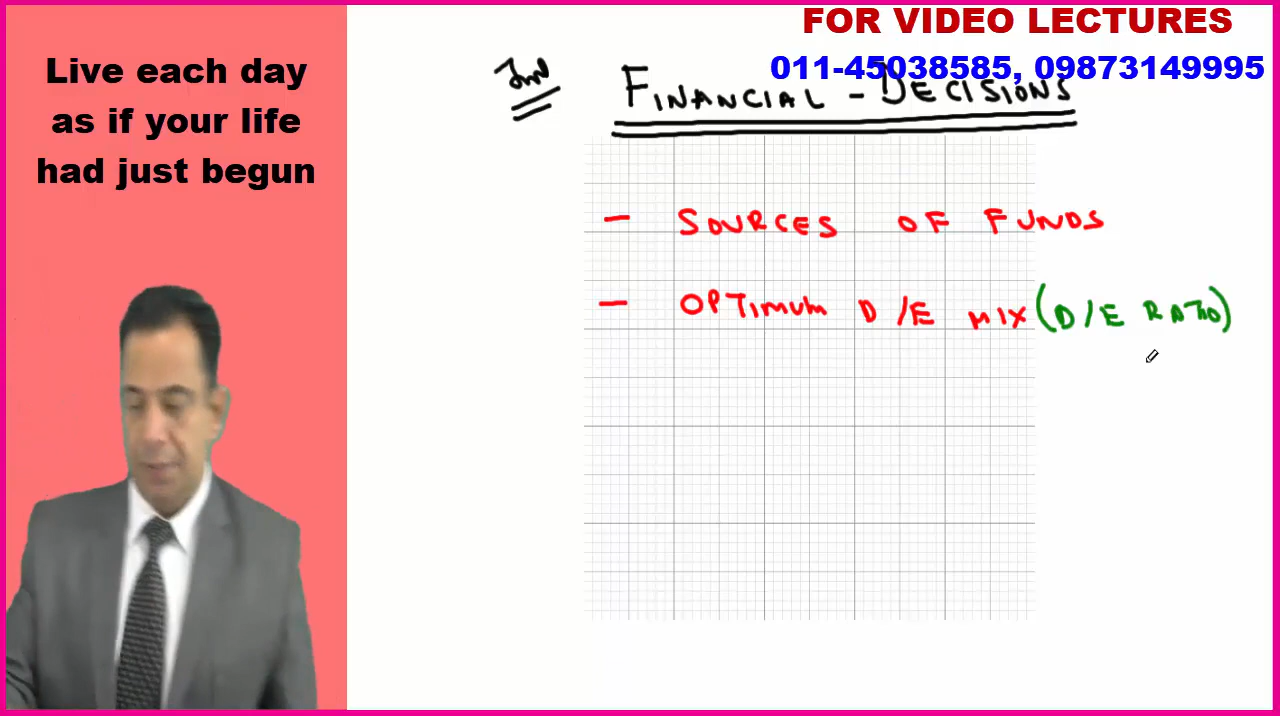 Live each day
as if your life
had just begun
FOR VIDEO LECTURES
011-45038585, 09873149995
FINANCIAL - DECISIONS
- SOURCES OF FUNDS
- OPTIMUM D/E MIX (D/E RATIO)